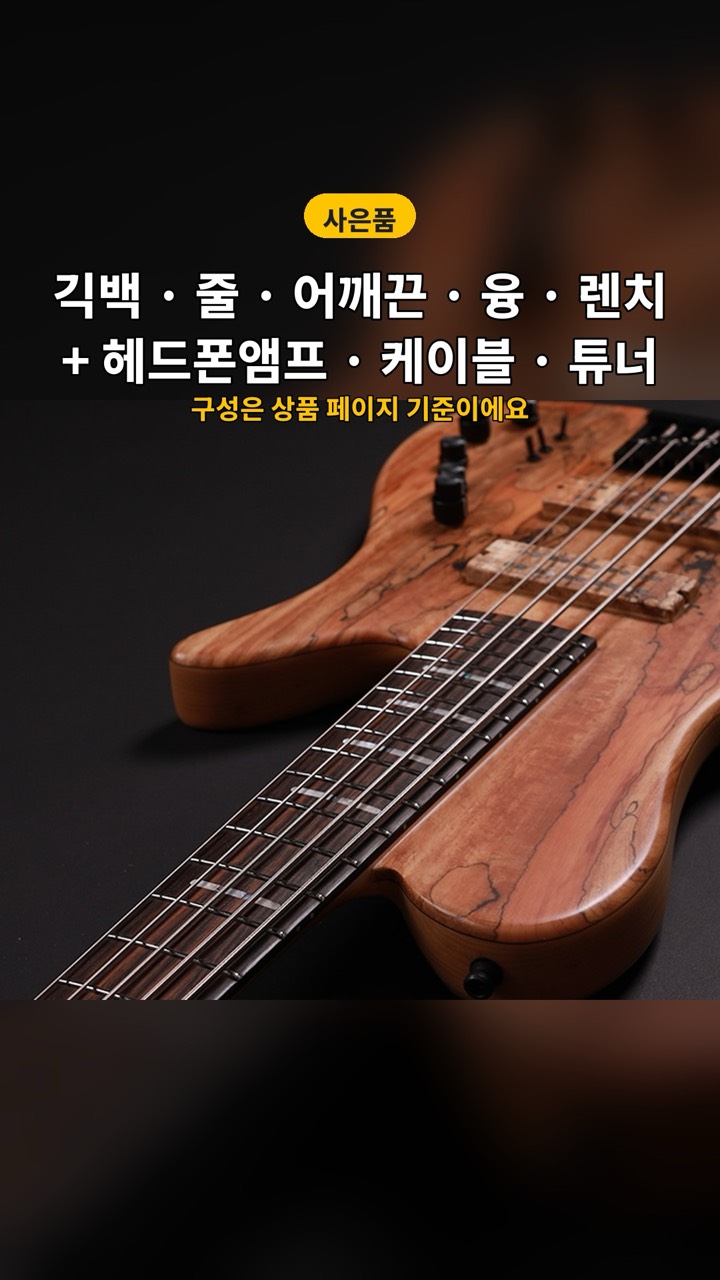 사은품
긱백 · 줄 · 어깨끈 · 융 · 렌치
+ 헤드폰앰프 · 케이블 · 튜너
구성은 상품 페이지 기준이에요